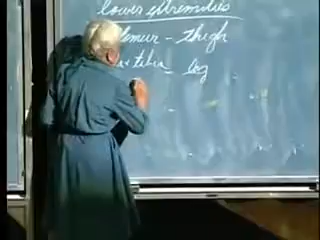 lower extremities
femur - thigh
tibia - leg